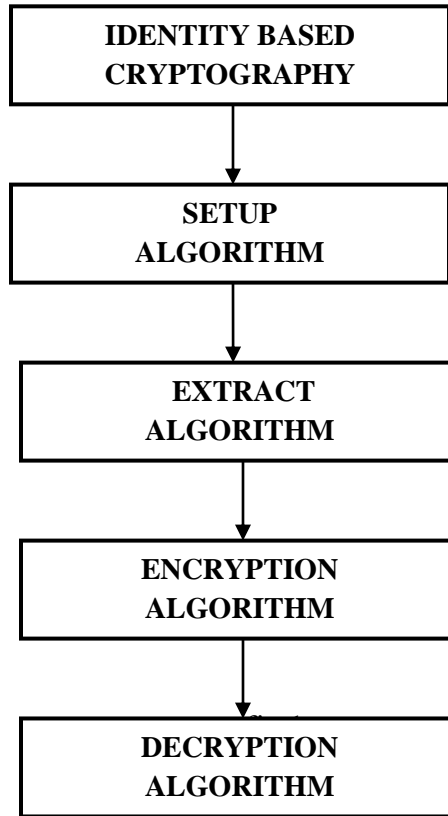 IDENTITY BASED
CRYPTOGRAPHY
SETUP
ALGORITHM
EXTRACT
ALGORITHM
ENCRYPTION
ALGORITHM
DECRYPTION
ALGORITHM